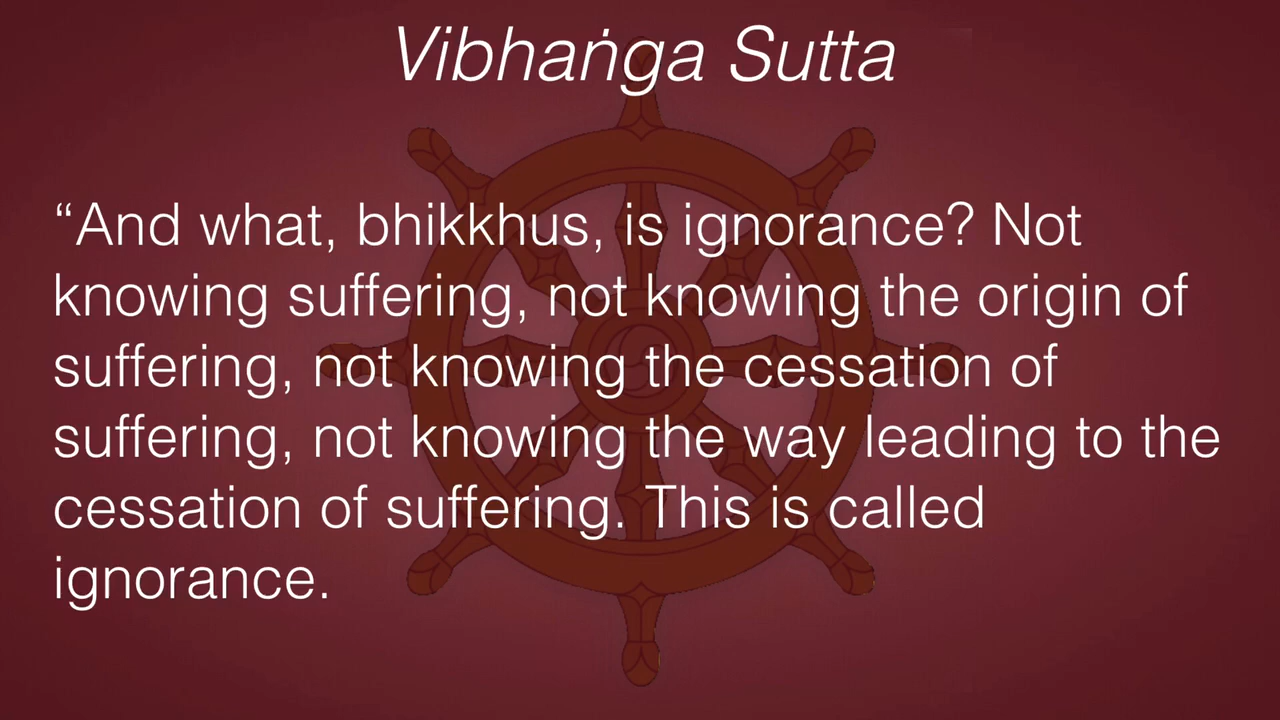 Vibhaṅga Sutta
“And what, bhikkhus, is ignorance? Not
knowing suffering, not knowing the origin of
suffering, not knowing the cessation of
suffering, not knowing the way leading to the
cessation of suffering. This is called
ignorance.